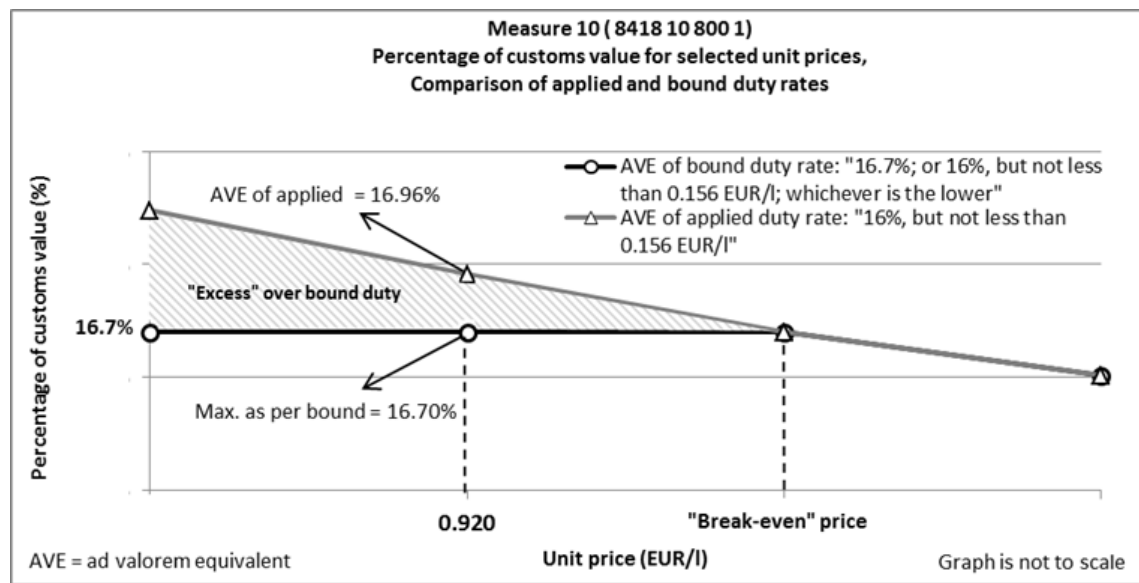 Measure 10 ( 8418 10 800 1)
Percentage of customs value for selected unit prices,
Comparison of applied and bound duty rates
Percentage of customs value (%)
AVE of bound duty rate: "16.7%; or 16%, but not less
than 0.156 EUR/l; whichever is the lower"
AVE of applied duty rate: "16%, but not less than
0.156 EUR/l"
AVE of applied = 16.96%
"Excess" over bound duty
16.7%
Max. as per bound = 16.70%
0.920
"Break-even" price
AVE = ad valorem equivalent
Unit price (EUR/l)
Graph is not to scale